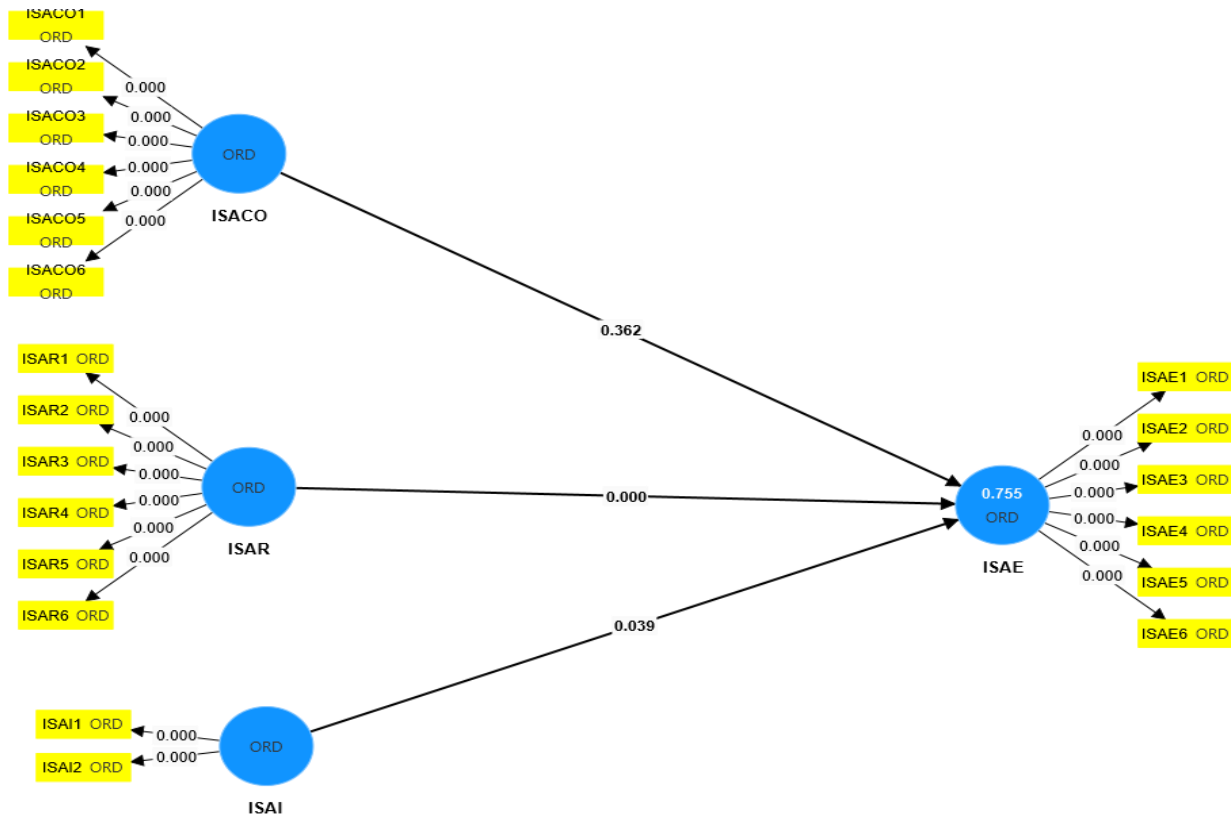 ISACO1
ORD
ISACO2
ORD
ISACO3
ORD
ISACO4
ORD
ISACO5
ORD
ISACO6
ORD
0.000
0.000
0.000
0.000
0.000
0.000
ORD
ISACO
0.362
ISAR1 ORD
ISAR2 ORD
ISAR3 ORD
ISAR4 ORD
ISAR5 ORD
ISAR6 ORD
0.000
0.000
0.000
0.000
0.000
0.000
ORD
ISAR
0.000
ISAI1 ORD
ISAI2 ORD
0.000
0.000
ORD
ISAI
0.039
0.755
ORD
ISAE
0.000
0.000
0.000
0.000
0.000
0.000
ISAE1 ORD
ISAE2 ORD
ISAE3 ORD
ISAE4 ORD
ISAE5 ORD
ISAE6 ORD